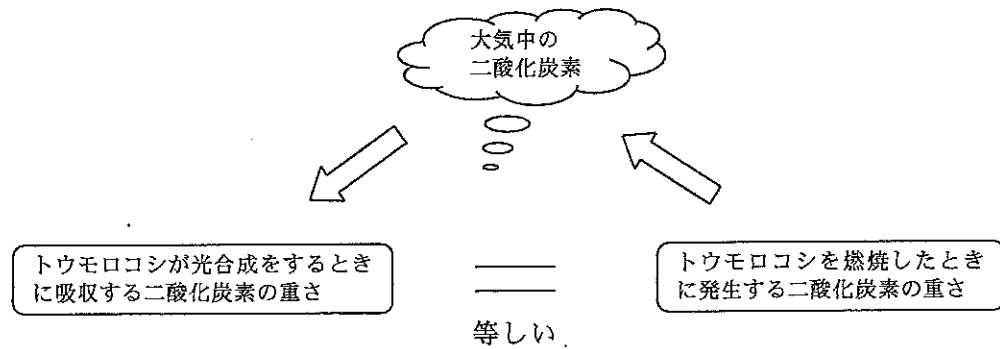 大気中の
二酸化炭素
トウモロコシが光合成をするとき
に吸収する二酸化炭素の重さ
等しい
トウモロコシを燃焼したとき
に発生する二酸化炭素の重さ